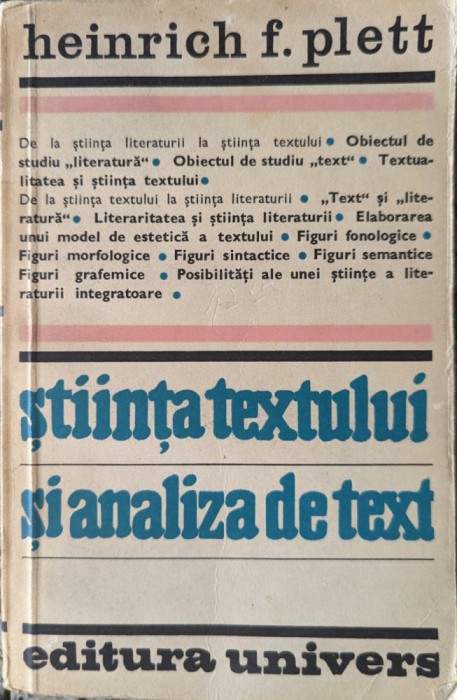 heinrich f. plett
De la știința literaturii la știința textului • Obiectul de
studiu „literatură“ • Obiectul de studiu „text“ • Textua-
litatea și știința textului •
De la știința textului la știința literaturii • „Text“ și „lite-
ratură“ • Literaritatea și știința literaturii • Elaborarea
unui model de estetică a textului • Figuri fonologice •
Figuri morfologice • Figuri sintactice • Figuri semantice
Figuri grafemice • Posibilități ale unei științe a lite-
raturii integratoare •
știința textului
și analiza de text
editura univers